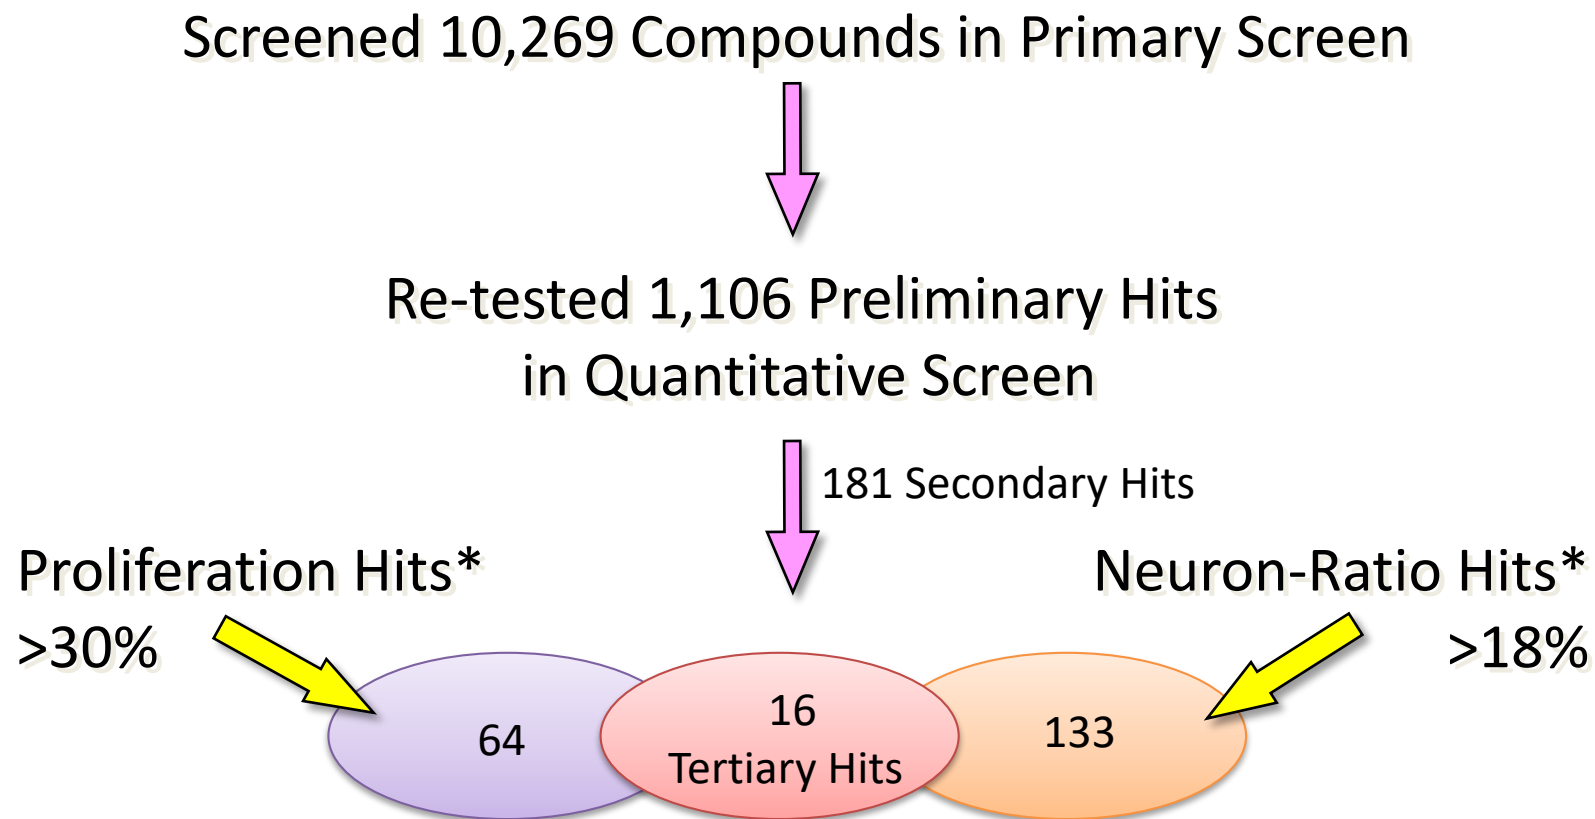 Screened 10,269 Compounds in Primary Screen
Re-tested 1,106 Preliminary Hits
in Quantitative Screen
181 Secondary Hits
Proliferation Hits*
>30%
Neuron-Ratio Hits*
>18%
64
16
Tertiary Hits
133